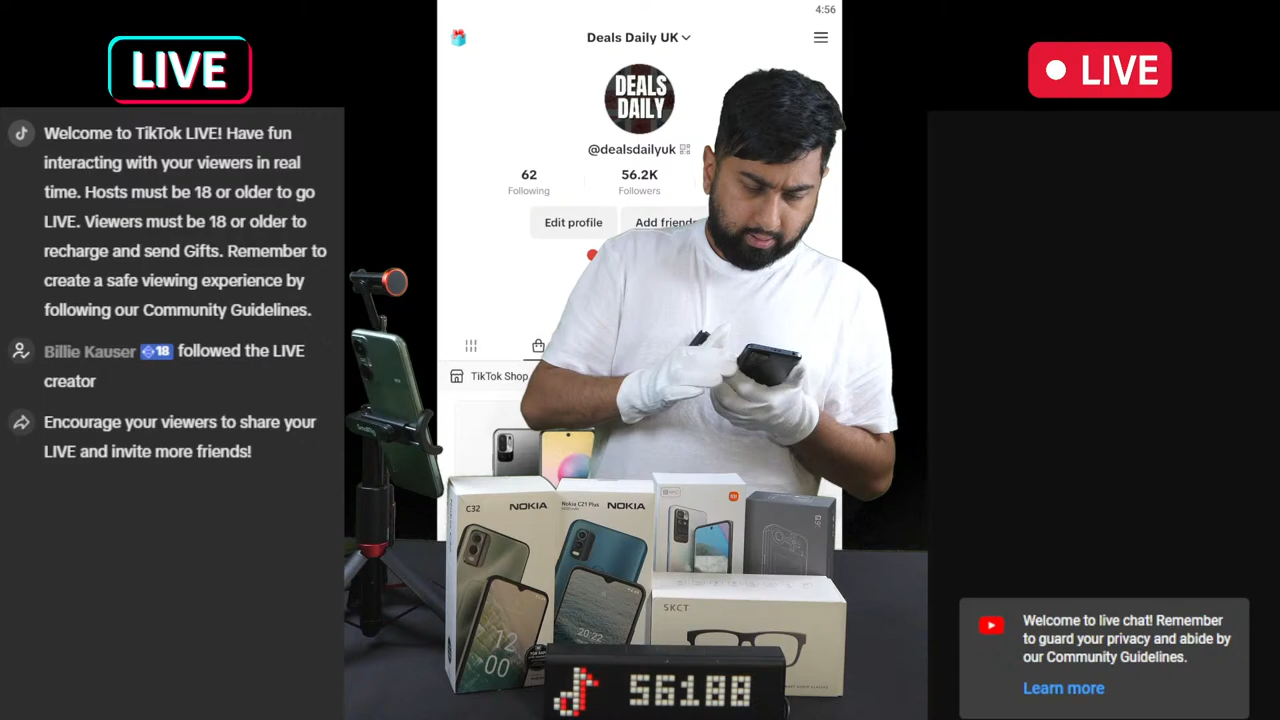 LIVE
Welcome to TikTok LIVE! Have fun
interacting with your viewers in real
time. Hosts must be 18 or older to go
LIVE. Viewers must be 18 or older to
recharge and send Gifts. Remember to
create a safe viewing experience by
following our Community Guidelines.
Billie Kauser 18 followed the LIVE
creator
Encourage your viewers to share your
LIVE and invite more friends!
4:56
Deals Daily UK
DEALS
DAILY
@dealsdailyuk
62
Following
56.2K
Followers
Edit profile
Add friends
TikTok Shop
C32
NOKIA
12
00
Nokia C21 Plus
NOKIA
20:22
SKCT
56188
LIVE
Welcome to live chat! Remember
to guard your privacy and abide by
our Community Guidelines.
Learn more